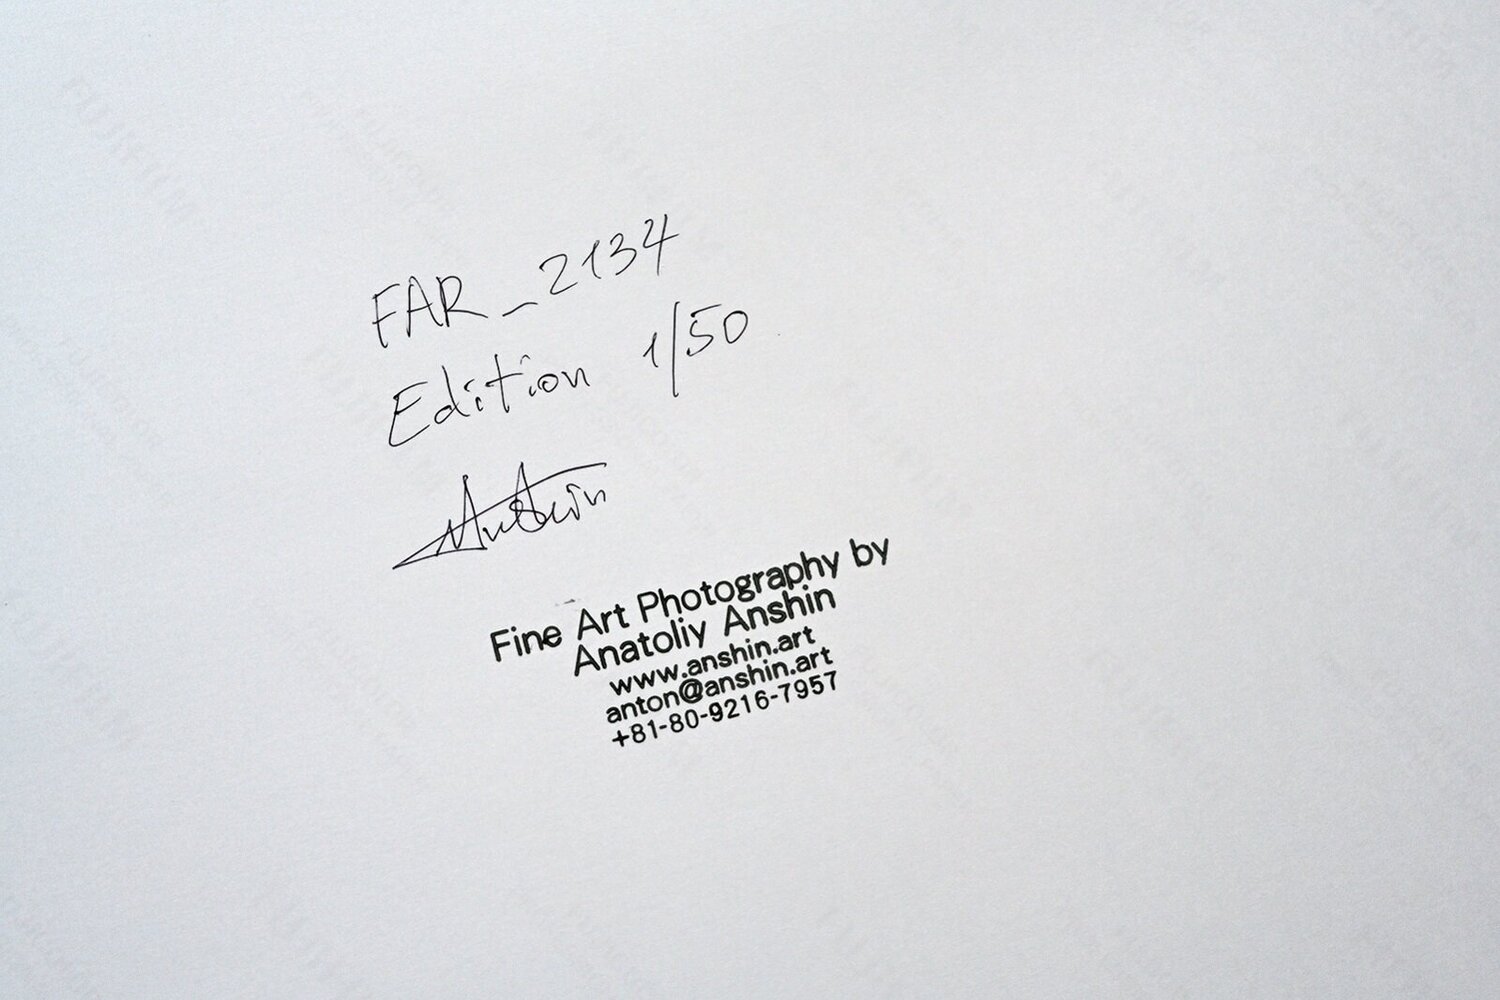 FAR_2134
Edition 1/50
Anshin
Fine Art Photography by
Anatoliy Anshin
www.anshin.art
anton@anshin.art
+81-80-9216-7957